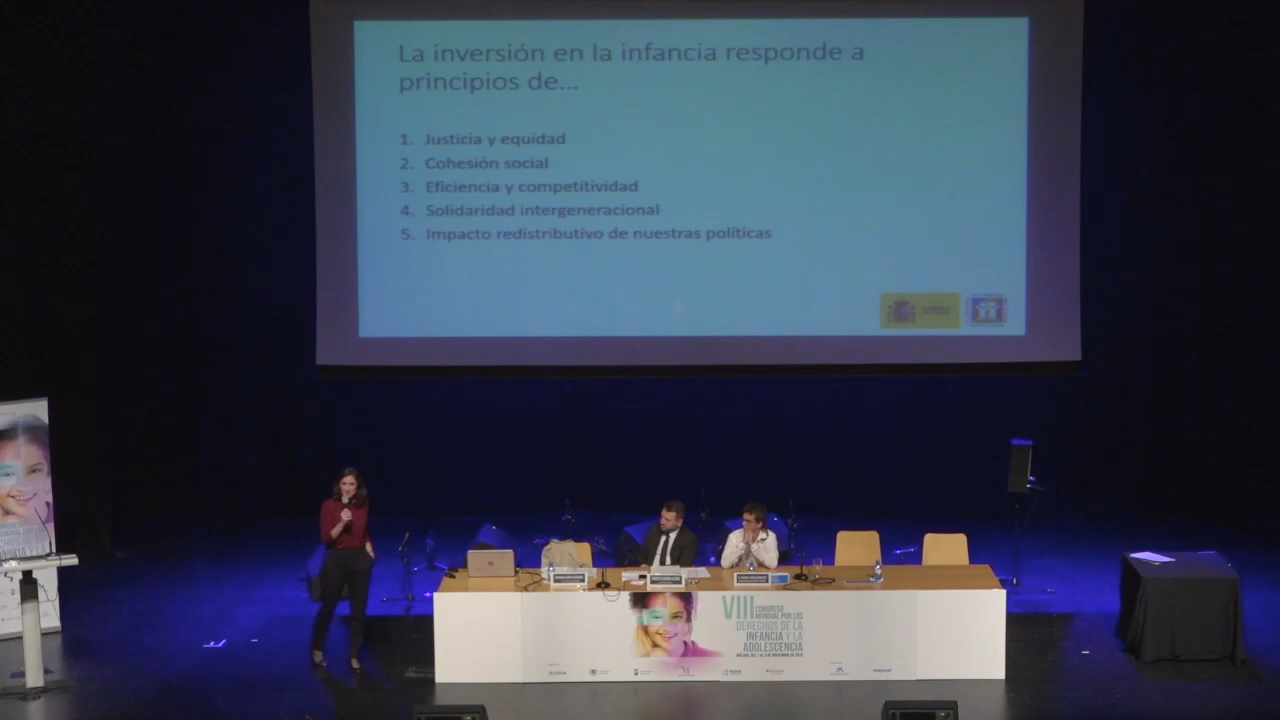 La inversión en la infancia responde a
principios de...
1. Justicia y equidad
2. Cohesión social
3. Eficiencia y competitividad
4. Solidaridad intergeneracional
5. Impacto redistributivo de nuestras políticas
VIII CONGRESO
MUNDIAL POR LOS
DERECHOS DE LA
INFANCIA Y LA
ADOLESCENCIA